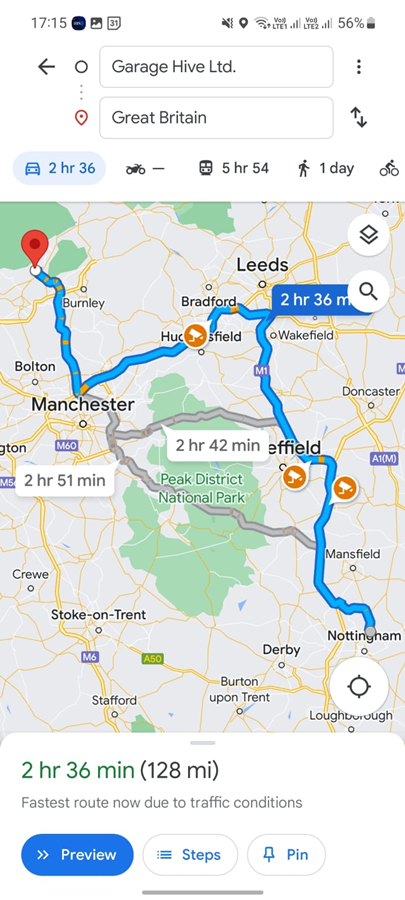 17:15 31 Vo) LTE1 Vo) LTE2 56%
Garage Hive Ltd.
Great Britain
2 hr 36 — 5 hr 54 1 day
Leeds
Burnley
Bradford
2 hr 36 m
Hud sfield
Wakefield
Bolton
M1
Doncaster
Manchester
M60
2 hr 42 min
effield
A1(M)
gton
2 hr 51 min
Peak District
National Park
Mansfield
Crewe
Stoke-on-Trent
Nottingham
M6
A50
Derby
Burton
upon Trent
Stafford
Loughborough
2 hr 36 min (128 mi)
Fastest route now due to traffic conditions
Preview Steps Pin